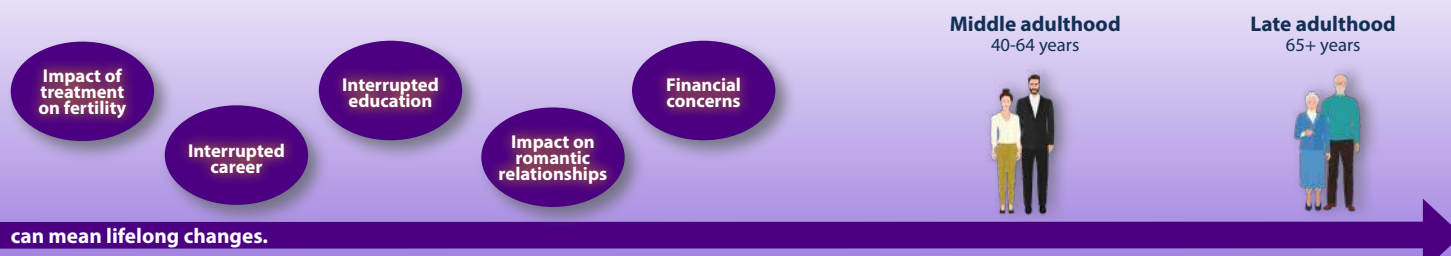 Impact of
treatment
on fertility
Interrupted
career
Interrupted
education
Impact on
romantic
relationships
Financial
concerns
Middle adulthood
40-64 years
Late adulthood
65+ years
can mean lifelong changes.